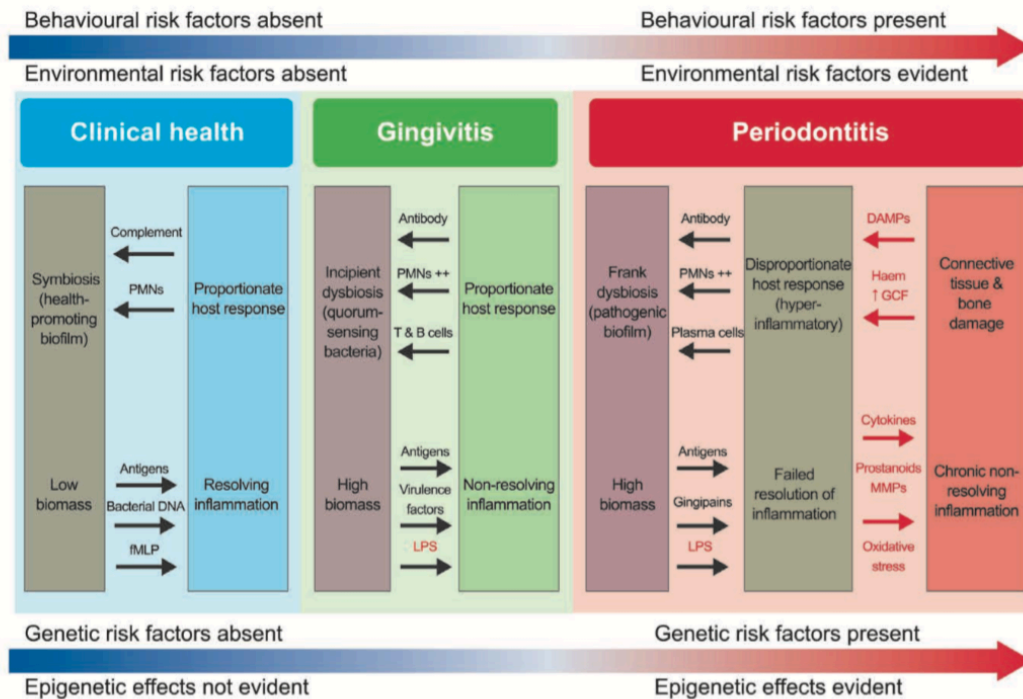 Behavioural risk factors absent
Behavioural risk factors present
Environmental risk factors absent
Environmental risk factors evident
Clinical health
Symbiosis
(health-
promoting
biofilm)
Low
biomass
Complement
PMNs
Antigens
Bacterial DNA
fMLP
Proportionate
host response
Resolving
inflammation
Gingivitis
Incipient
dysbiosis
(quorum-
sensing
bacteria)
High
biomass
Antibody
PMNs ++
T & B cells
Antigens
Virulence
factors
LPS
Proportionate
host response
Non-resolving
inflammation
Periodontitis
Frank
dysbiosis
(pathogenic
biofilm)
High
biomass
Antibody
PMNs ++
Plasma cells
Antigens
Gingipains
LPS
Disproportionate
host response
(hyper-
inflammatory)
Failed
resolution of
inflammation
DAMPs
Haem
↑ GCF
Cytokines
Prostanoids
MMPs
Oxidative
stress
Connective
tissue &
bone
damage
Chronic non-
resolving
inflammation
Genetic risk factors absent
Genetic risk factors present
Epigenetic effects not evident
Epigenetic effects evident